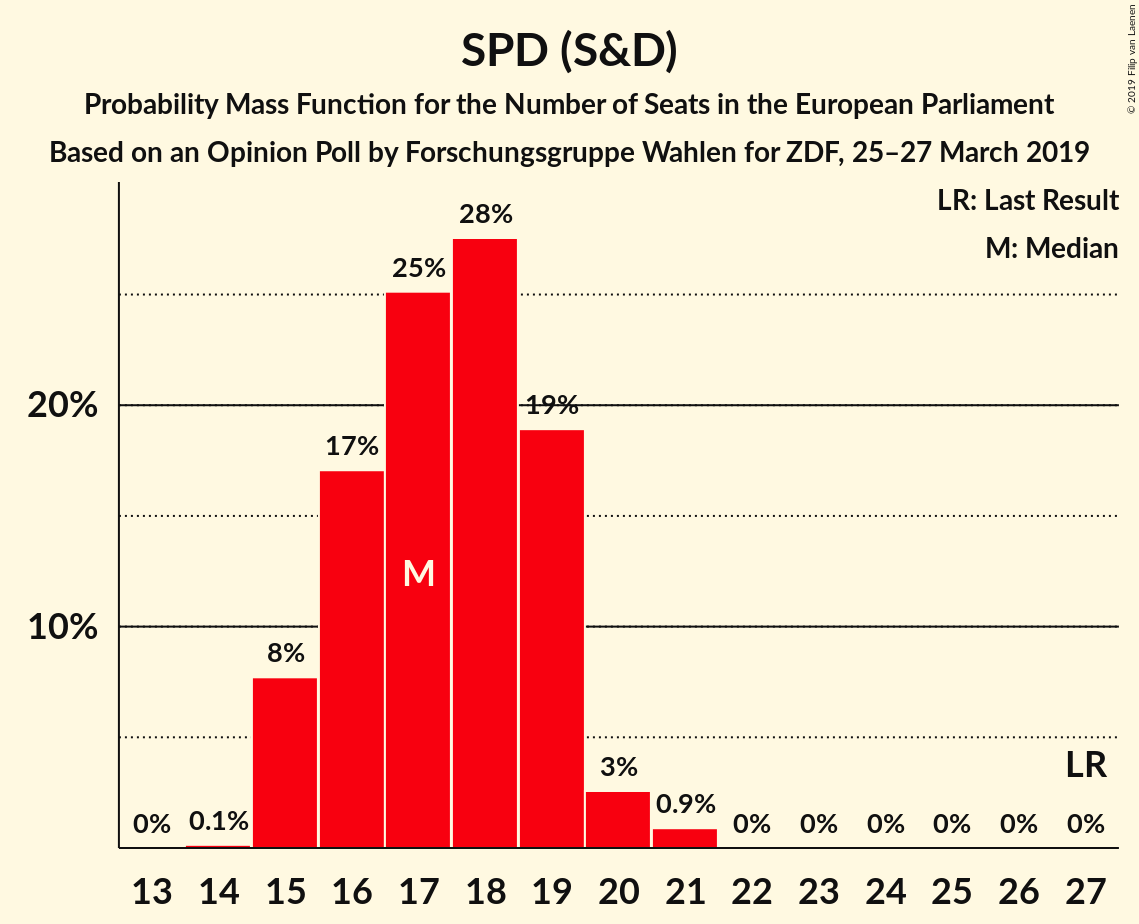 SPD (S&D)
Probability Mass Function for the Number of Seats in the European Parliament
Based on an Opinion Poll by Forschungsgruppe Wahlen for ZDF, 25–27 March 2019
© 2019 Filip van Laenen
LR: Last Result
M: Median
28%
25%
20%
19%
17%
M
10%
8%
LR
3%
0% 0.1% 0.9% 0% 0% 0% 0% 0% 0%
13 14 15 16 17 18 19 20 21 22 23 24 25 26 27